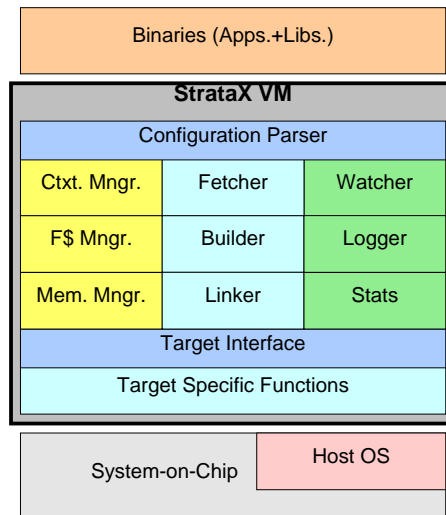 Binaries (Apps.+Libs.)
StrataX VM
Configuration Parser
Ctxt. Mngr. Fetcher Watcher
F$ Mngr. Builder Logger
Mem. Mngr. Linker Stats
Target Interface
Target Specific Functions
Host OS
System-on-Chip